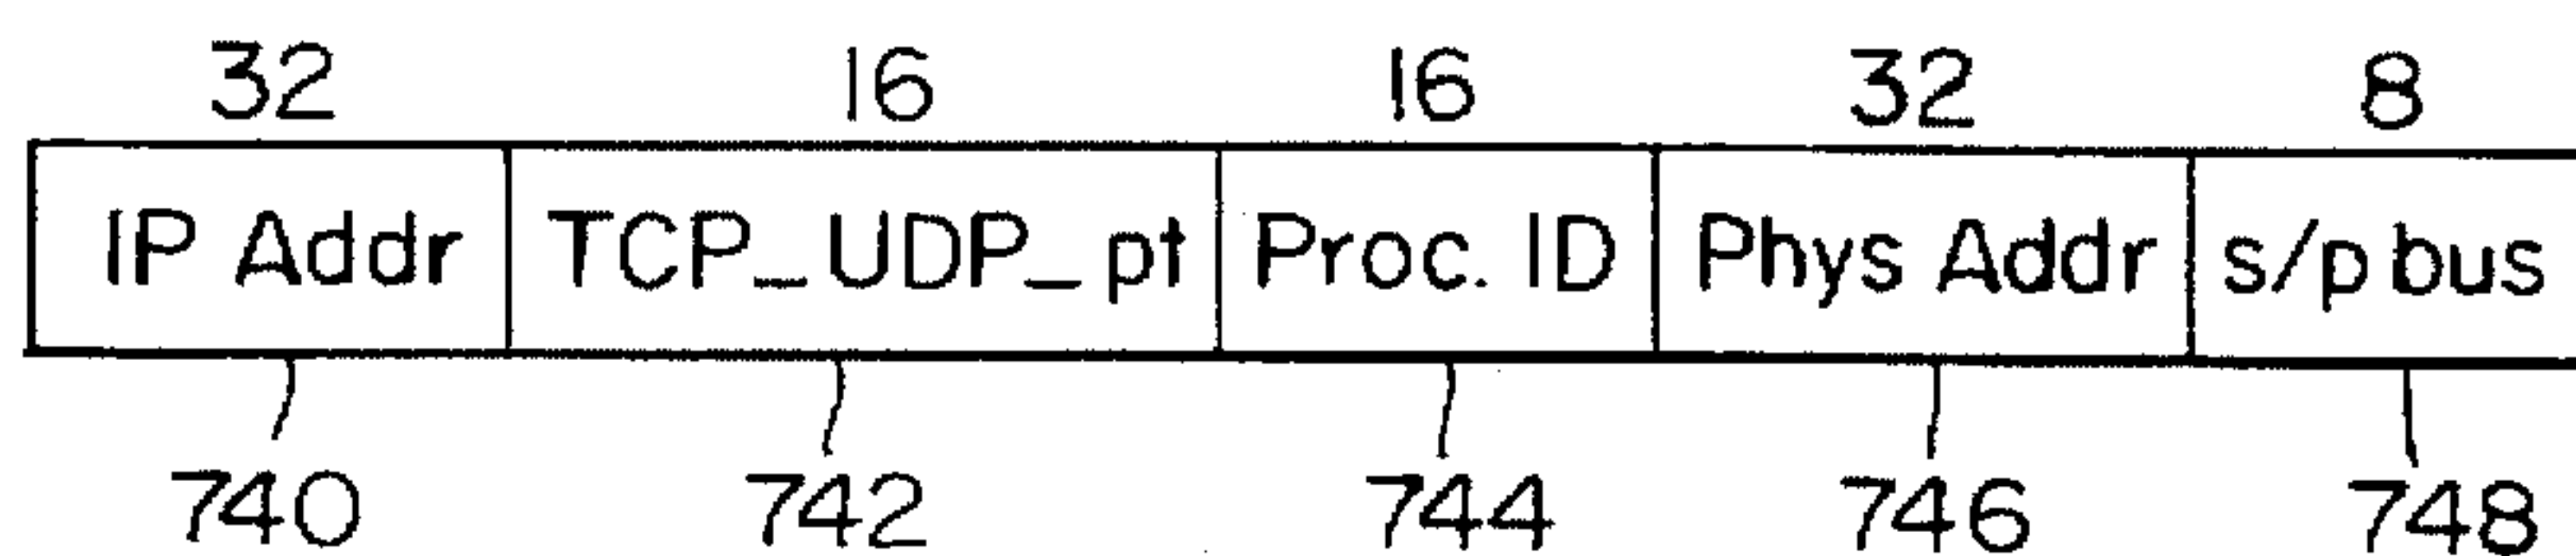 32 16 16 32 8
IP Addr TCP_UDP_pt Proc. ID Phys Addr s/p bus
740 742 744 746 748